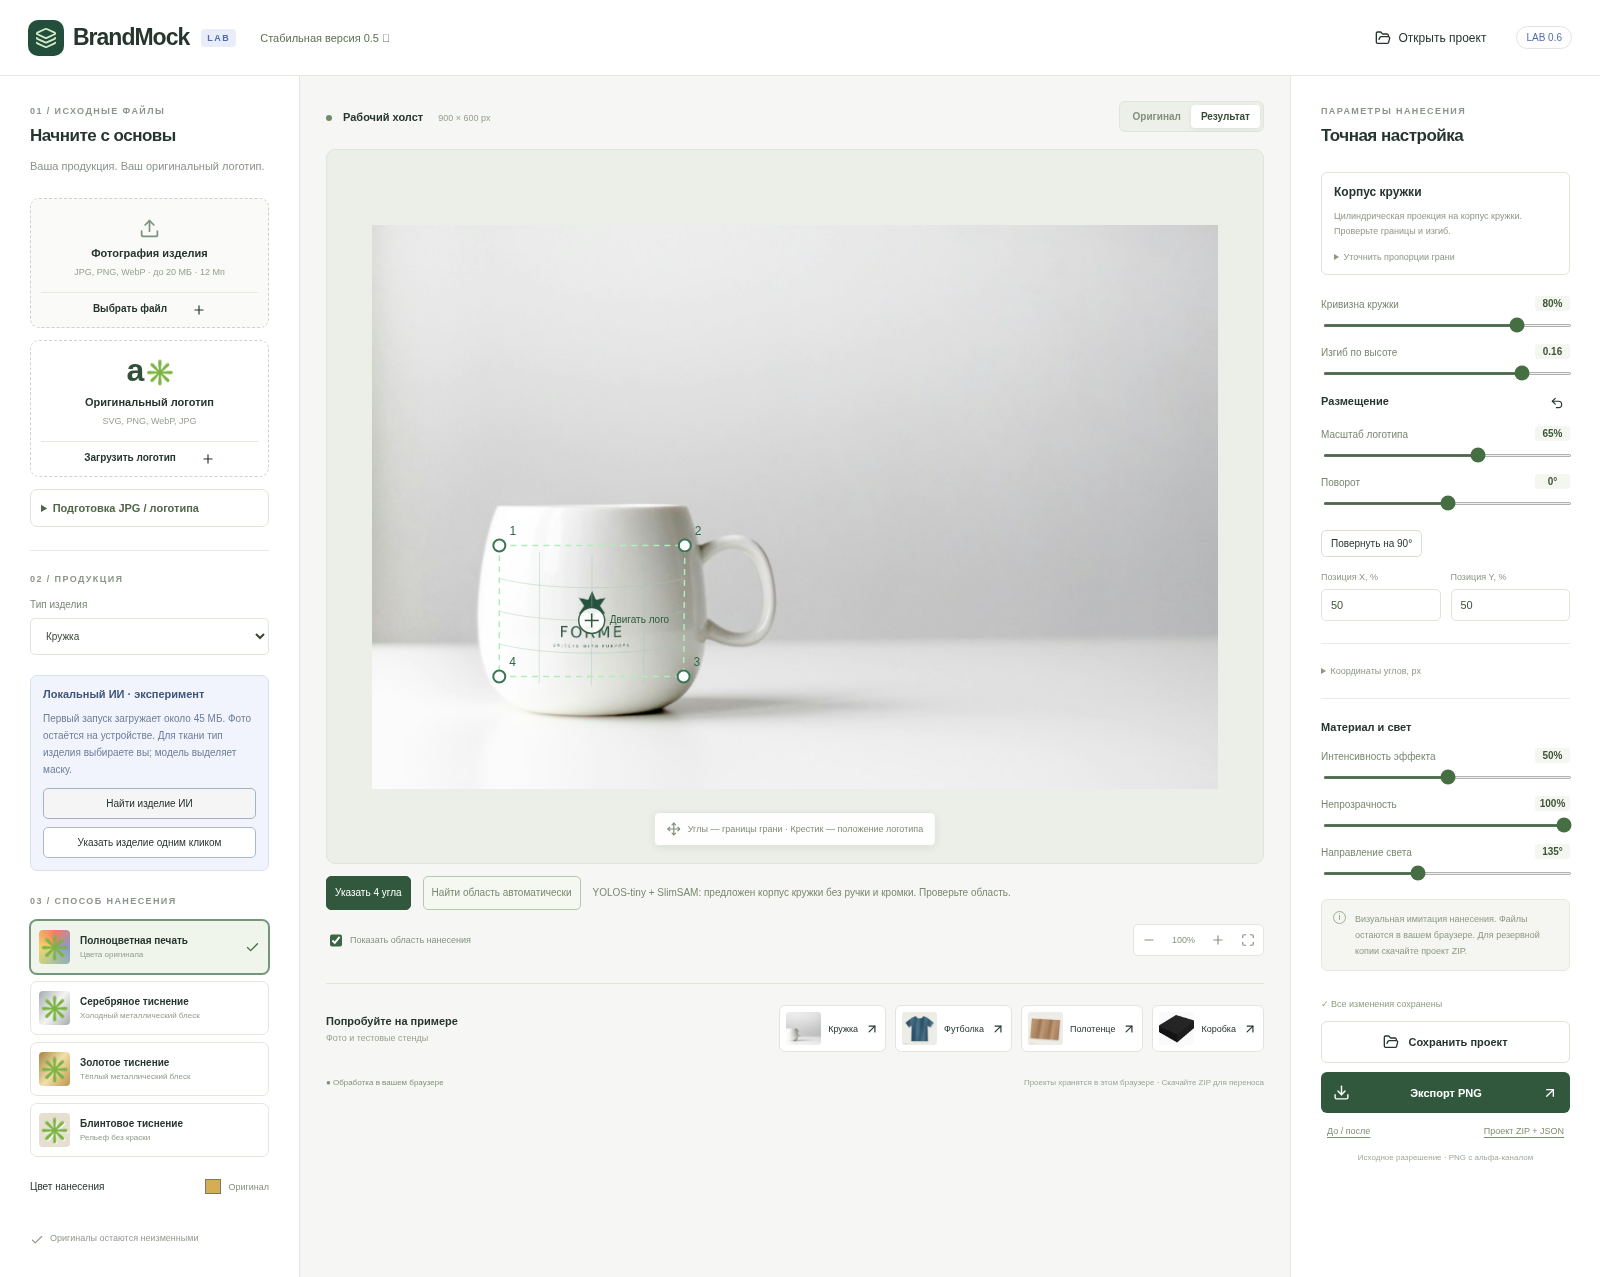 BrandMock LAB Стабильная версия 0.5
Открыть проект LAB 0.6
01 / ИСХОДНЫЕ ФАЙЛЫ
Начните с основы
Ваша продукция. Ваш оригинальный логотип.
Фотография изделия
JPG, PNG, WebP · до 20 МБ · 12 Мп
Выбрать файл
a
Оригинальный логотип
SVG, PNG, WebP, JPG
Загрузить логотип
Подготовка JPG / логотипа
02 / ПРОДУКЦИЯ
Тип изделия
Кружка
Локальный ИИ · эксперимент
Первый запуск загружает около 45 МБ. Фото
остаётся на устройстве. Для ткани тип
изделия выбираете вы; модель выделяет
маску.
Найти изделие ИИ
Указать изделие одним кликом
03 / СПОСОБ НАНЕСЕНИЯ
Полноцветная печать
Цвета оригинала
Серебряное тиснение
Холодный металлический блеск
Золотое тиснение
Тёплый металлический блеск
Блинтовое тиснение
Рельеф без краски
Цвет нанесения Оригинал
Оригиналы остаются неизменными
Рабочий холст 900 × 600 px
Оригинал Результат
1 2
Двигать лого
FORME
4 3
Углы — границы грани · Крестик — положение логотипа
Указать 4 угла Найти область автоматически YOLOS-tiny + SlimSAM: предложен корпус кружки без ручки и кромки. Проверьте область.
Показать область нанесения
100%
Попробуйте на примере
Фото и тестовые стенды
Кружка Футболка Полотенце Коробка
● Обработка в вашем браузере
Проекты хранятся в этом браузере · Скачайте ZIP для переноса
ПАРАМЕТРЫ НАНЕСЕНИЯ
Точная настройка
Корпус кружки
Цилиндрическая проекция на корпус кружки.
Проверьте границы и изгиб.
Уточнить пропорции грани
Кривизна кружки 80%
Изгиб по высоте 0.16
Размещение
Масштаб логотипа 65%
Поворот 0°
Повернуть на 90°
Позиция X, % Позиция Y, %
50 50
Координаты углов, px
Материал и свет
Интенсивность эффекта 50%
Непрозрачность 100%
Направление света 135°
Визуальная имитация нанесения. Файлы
остаются в вашем браузере. Для резервной
копии скачайте проект ZIP.
✓ Все изменения сохранены
Сохранить проект
Экспорт PNG
До / после Проект ZIP + JSON
Исходное разрешение · PNG с альфа-каналом